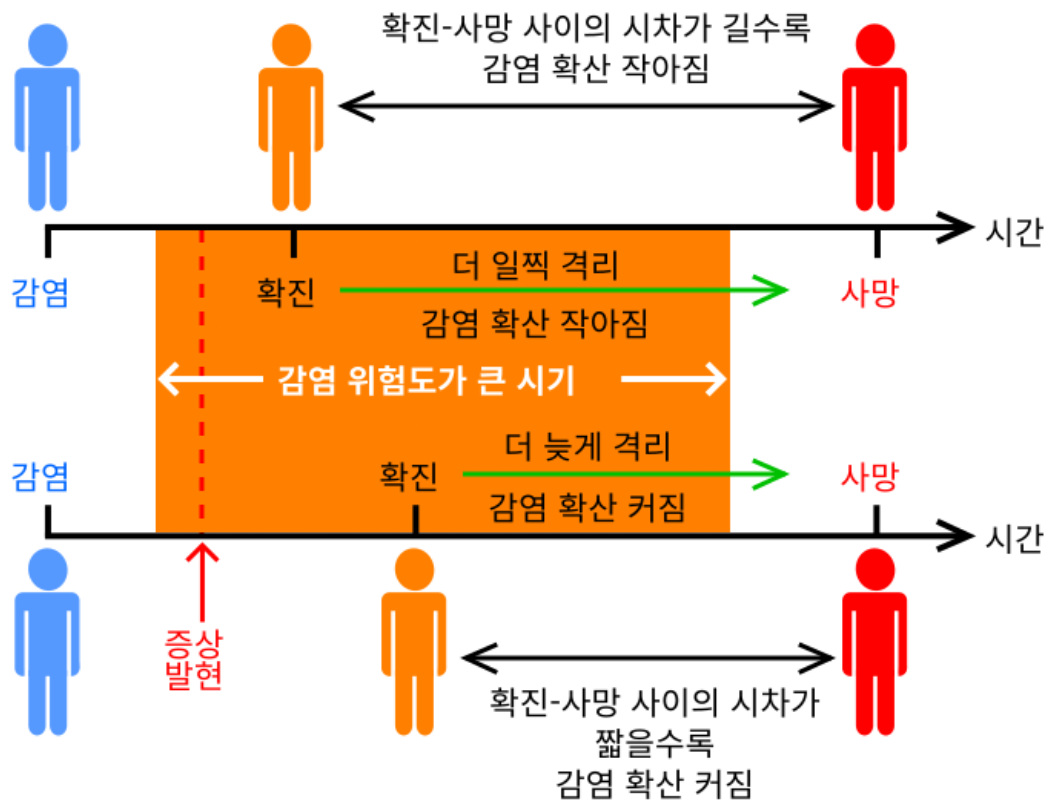 확진-사망 사이의 시차가 길수록
감염 확산 작아짐
시간
감염
확진
더 일찍 격리
감염 확산 작아짐
사망
감염 위험도가 큰 시기
감염
확진
더 늦게 격리
감염 확산 커짐
사망
시간
증상
발현
확진-사망 사이의 시차가
짧을수록
감염 확산 커짐